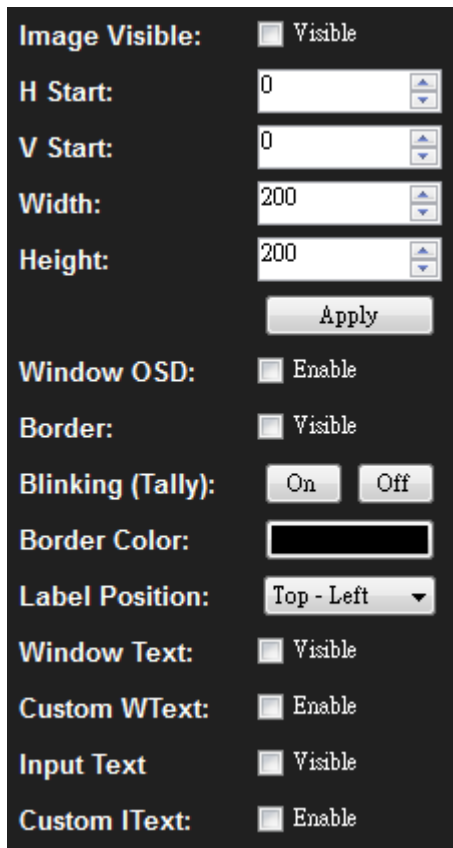 Image Visible: Visible
H Start: 0
V Start: 0
Width: 200
Height: 200
Apply
Window OSD: Enable
Border: Visible
Blinking (Tally): On Off
Border Color:
Label Position: Top - Left
Window Text: Visible
Custom WText: Enable
Input Text Visible
Custom IText: Enable